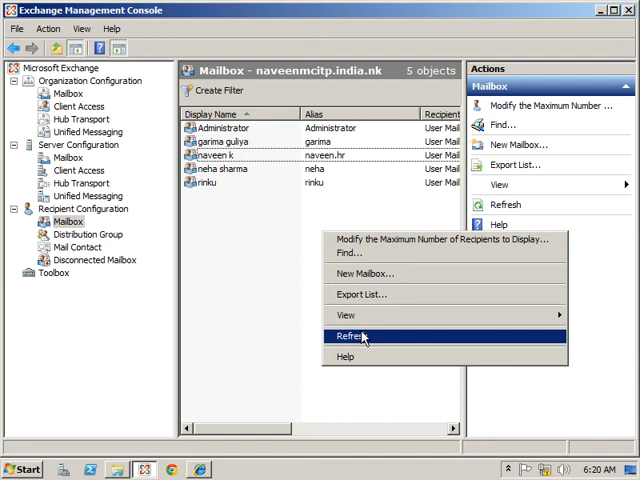 Exchange Management Console
File Action View Help
Microsoft Exchange
Organization Configuration
Mailbox
Client Access
Hub Transport
Unified Messaging
Server Configuration
Mailbox
Client Access
Hub Transport
Unified Messaging
Recipient Configuration
Mailbox
Distribution Group
Mail Contact
Disconnected Mailbox
Toolbox
Mailbox - naveenmcitp.india.nk 5 objects
Create Filter
Display Name Alias Recipient
Administrator Administrator User Mail
garima guliya garima User Mail
naveen k naveen.hr User Mail
neha sharma neha User Mail
rinku rinku User Mail
Modify the Maximum Number of Recipients to Display...
Find...
New Mailbox...
Export List...
View
Refresh
Help
Actions
Mailbox
Modify the Maximum Number ...
Find...
New Mailbox...
Export List...
View
Refresh
Help
Start
6:20 AM